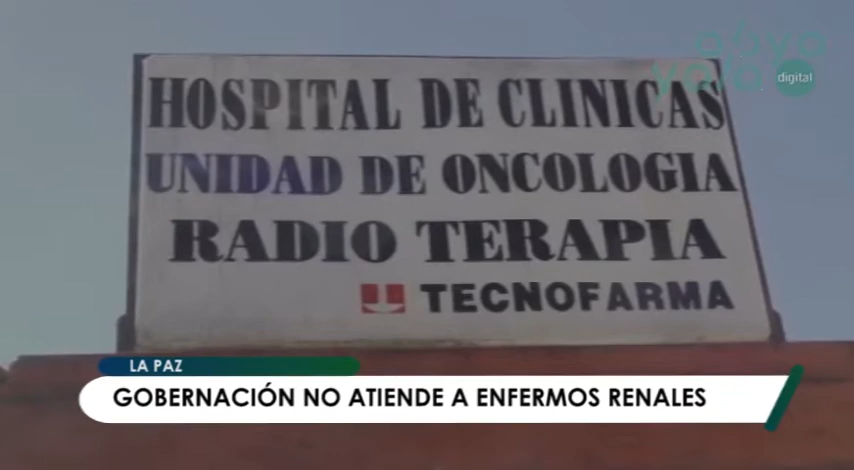 abya
yala digital
HOSPITAL DE CLINICAS
UNIDAD DE ONCOLOGIA
RADIO TERAPIA
TECNOFARMA
LA PAZ
GOBERNACIÓN NO ATIENDE A ENFERMOS RENALES